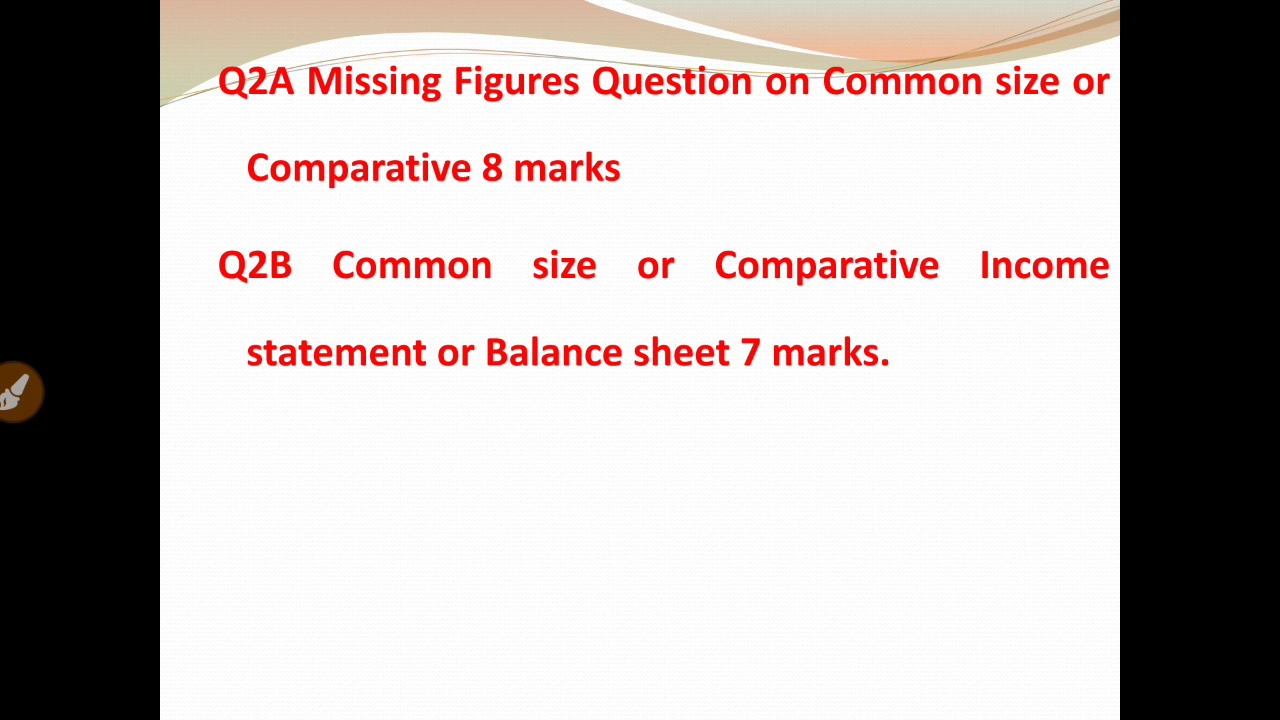 Q2A Missing Figures Question on Common size or
Comparative 8 marks
Q2B Common size or Comparative Income
statement or Balance sheet 7 marks.